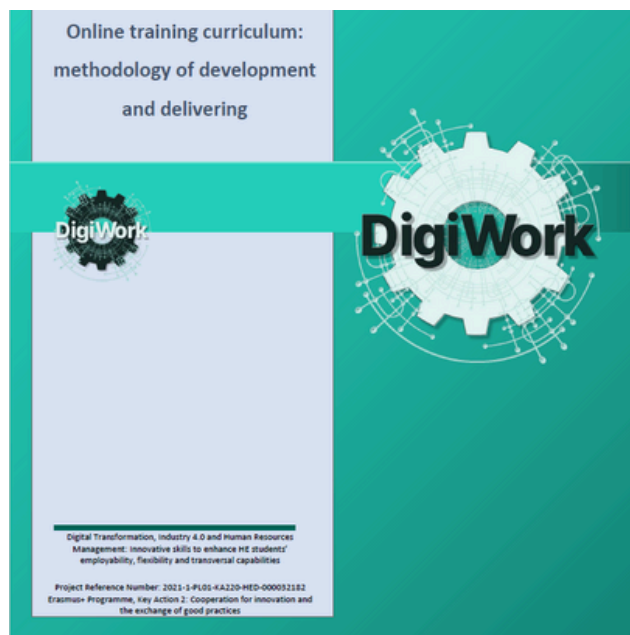 Online training curriculum:
methodology of development
and delivering
DigiWork
DigiWork
Digital Transformation, Industry 4.0 and Human Resources
Management: Innovative skills to enhance HE students'
employability, flexibility and transversal capabilities
Project Reference Number: 2021-1-PL01-KA220-HED-000032182
Erasmus+ Programme, Key Action 2: Cooperation for innovation and
the exchange of good practices